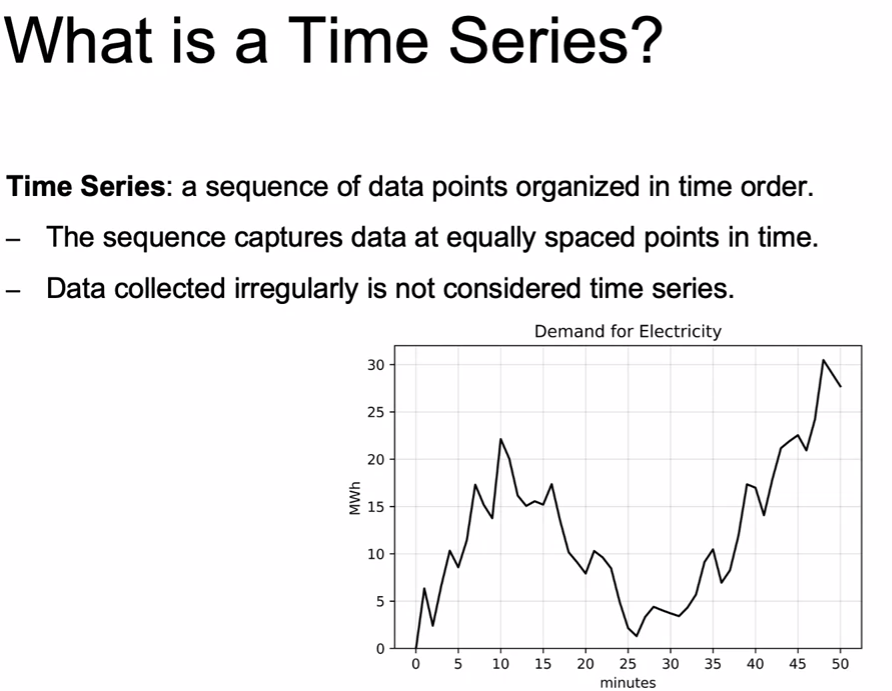 What is a Time Series?
Time Series: a sequence of data points organized in time order.
– The sequence captures data at equally spaced points in time.
– Data collected irregularly is not considered time series.
Demand for Electricity
30
25
20
15
10
5
0
MWh
0 5 10 15 20 25 30 35 40 45 50
minutes